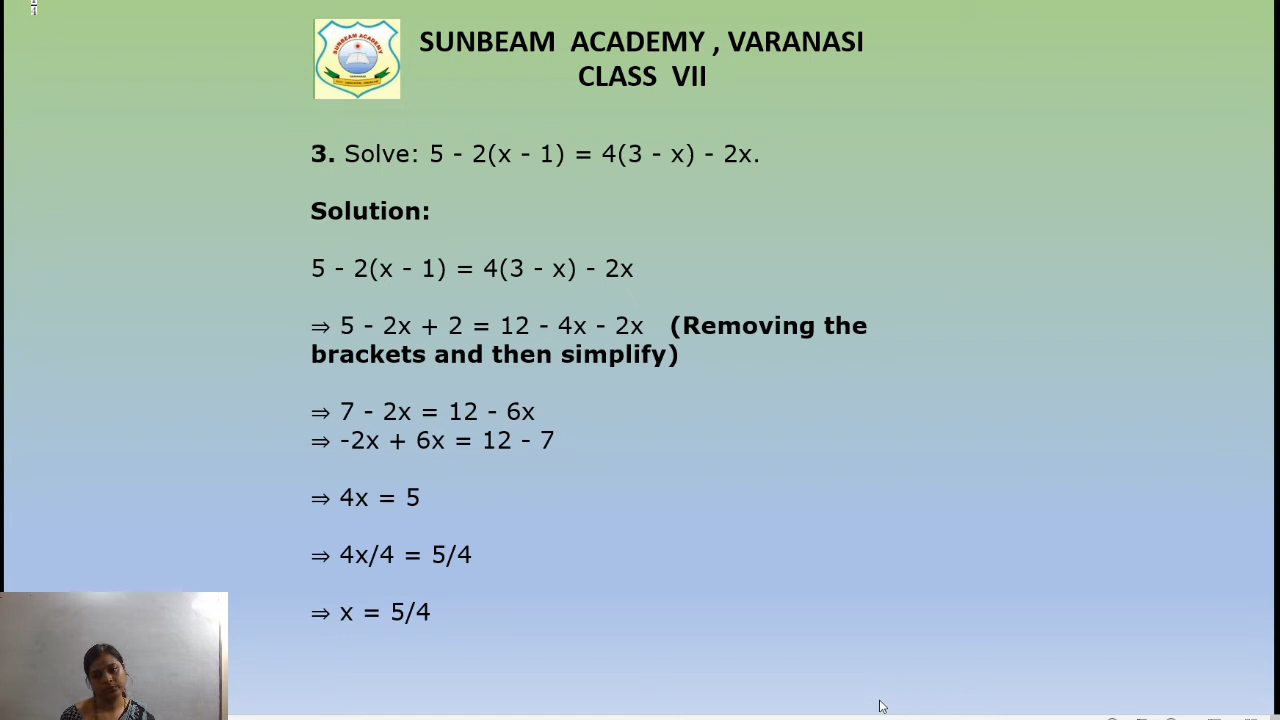 SUNBEAM ACADEMY
SUNBEAM ACADEMY , VARANASI
CLASS VII
3. Solve: 5 - 2(x - 1) = 4(3 - x) - 2x.
Solution:
5 - 2(x - 1) = 4(3 - x) - 2x
⇒ 5 - 2x + 2 = 12 - 4x - 2x (Removing the
brackets and then simplify)
⇒ 7 - 2x = 12 - 6x
⇒ -2x + 6x = 12 - 7
⇒ 4x = 5
⇒ 4x/4 = 5/4
⇒ x = 5/4